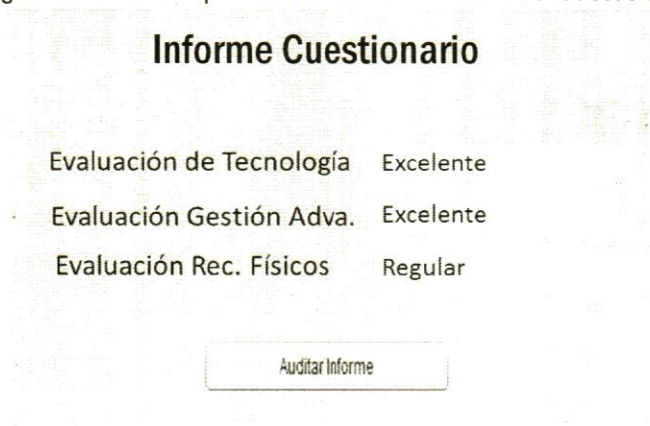 Informe Cuestionario
Evaluación de Tecnología Excelente
Evaluación Gestión Adva. Excelente
Evaluación Rec. Físicos Regular
Auditar Informe